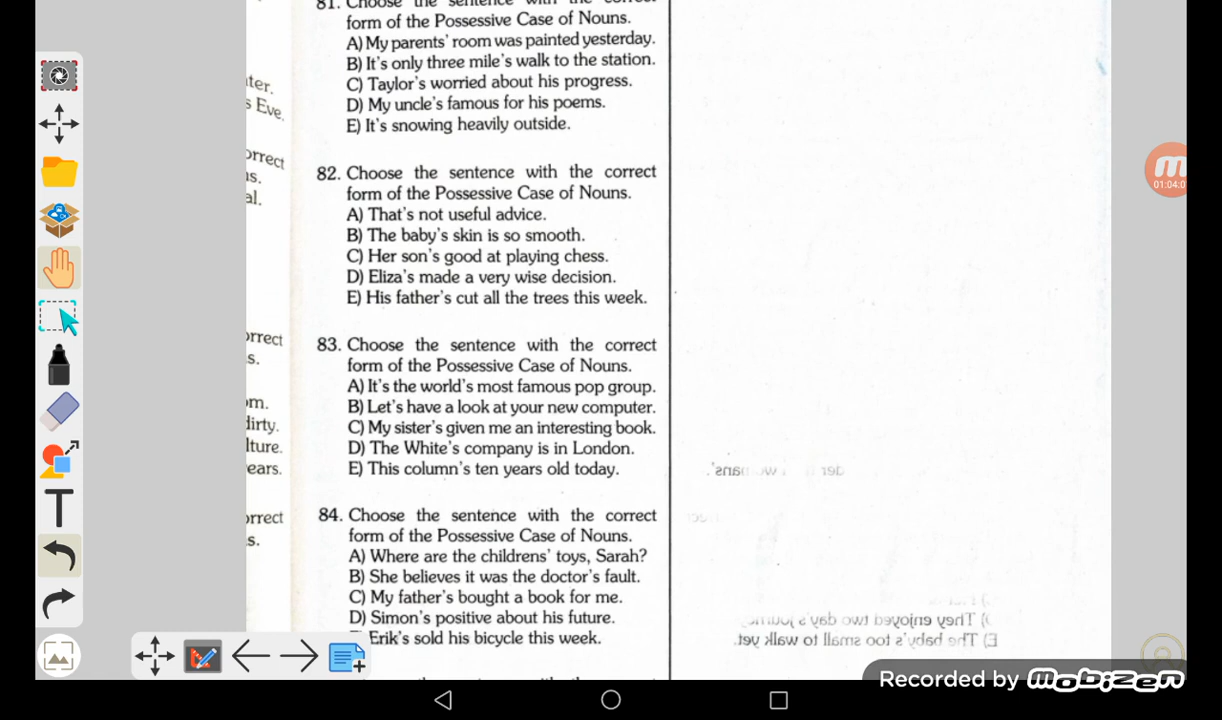 81. Choose the sentence with the correct
form of the Possessive Case of Nouns.
A) My parents' room was painted yesterday.
B) It's only three mile's walk to the station.
C) Taylor's worried about his progress.
D) My uncle's famous for his poems.
E) It's snowing heavily outside.
82. Choose the sentence with the correct
form of the Possessive Case of Nouns.
A) That's not useful advice.
B) The baby's skin is so smooth.
C) Her son's good at playing chess.
D) Eliza's made a very wise decision.
E) His father's cut all the trees this week.
83. Choose the sentence with the correct
form of the Possessive Case of Nouns.
A) It's the world's most famous pop group.
B) Let's have a look at your new computer.
C) My sister's given me an interesting book.
D) The White's company is in London.
E) This column's ten years old today.
84. Choose the sentence with the correct
form of the Possessive Case of Nouns.
A) Where are the childrens' toys, Sarah?
B) She believes it was the doctor's fault.
C) My father's bought a book for me.
D) Simon's positive about his future.
Erik's sold his bicycle this week.
s Eve.
T
01:04:0
Recorded by mobizen